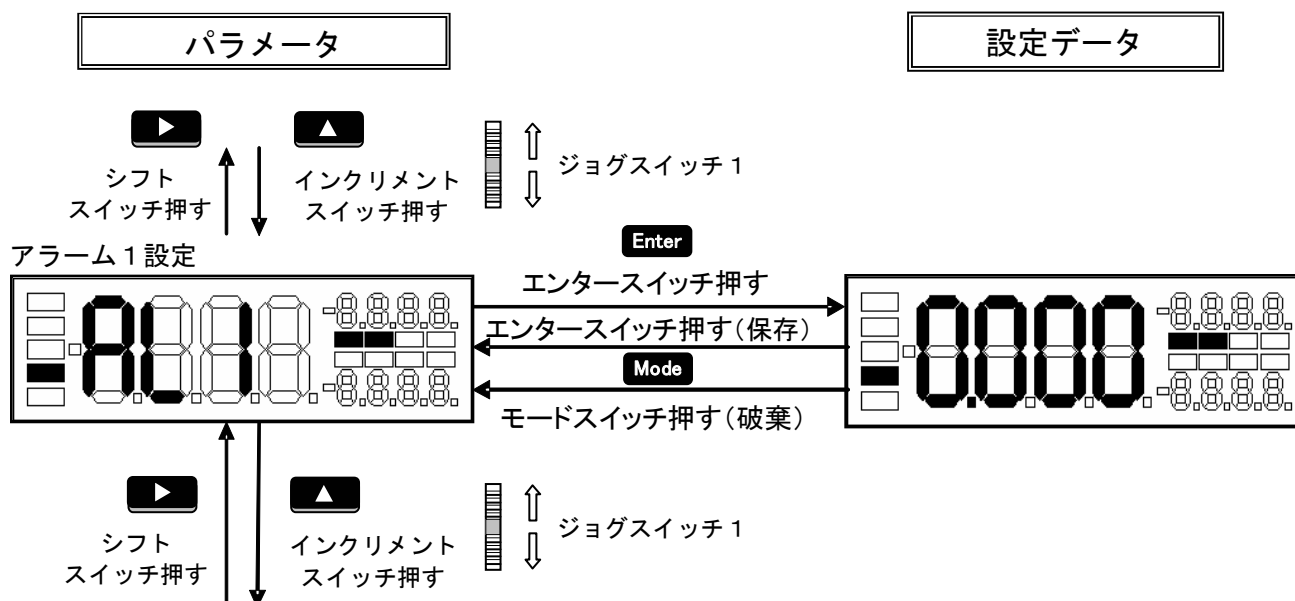 パラメータ
設定データ
シフト
スイッチ押す
インクリメント
スイッチ押す
ジョグスイッチ1
アラーム1設定
AL1
Enter
エンタースイッチ押す
エンタースイッチ押す(保存)
Mode
モードスイッチ押す(破棄)
0.000
シフト
スイッチ押す
インクリメント
スイッチ押す
ジョグスイッチ1